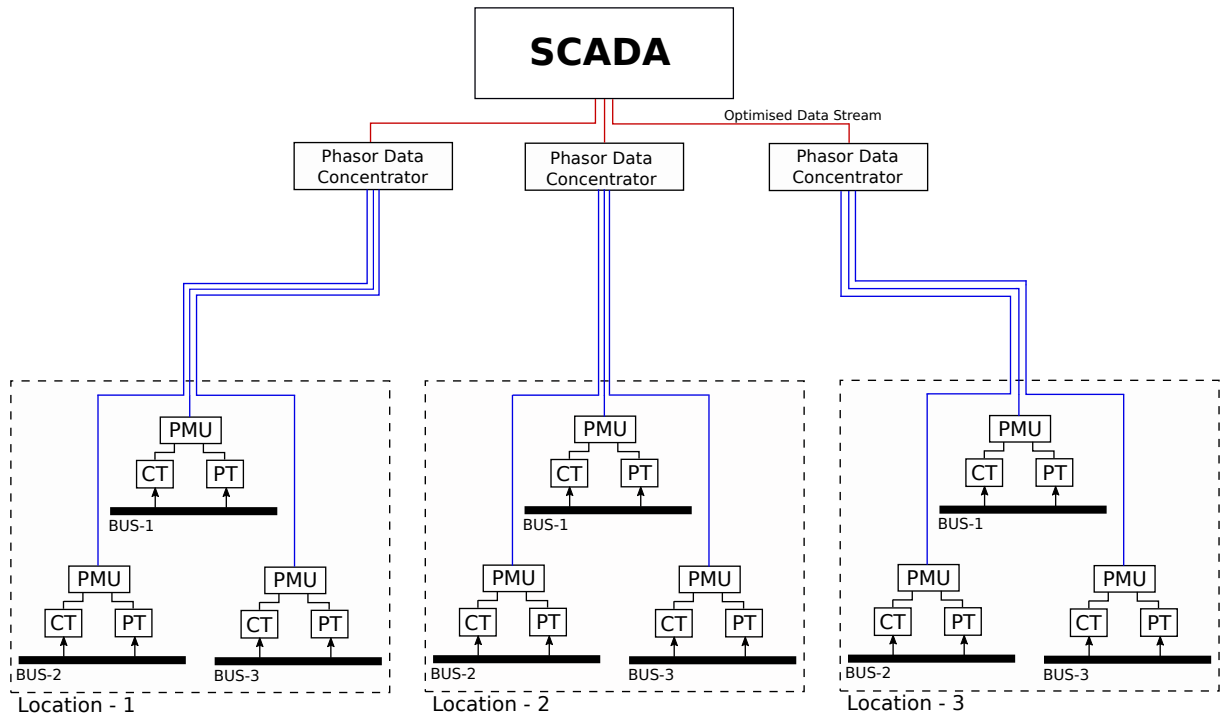 SCADA
Optimised Data Stream
Phasor Data
Concentrator
Phasor Data
Concentrator
Phasor Data
Concentrator
PMU
CT
PT
BUS-1
PMU
CT
PT
BUS-2
PMU
CT
PT
BUS-3
Location - 1
PMU
CT
PT
BUS-1
PMU
CT
PT
BUS-2
PMU
CT
PT
BUS-3
Location - 2
PMU
CT
PT
BUS-1
PMU
CT
PT
BUS-2
PMU
CT
PT
BUS-3
Location - 3